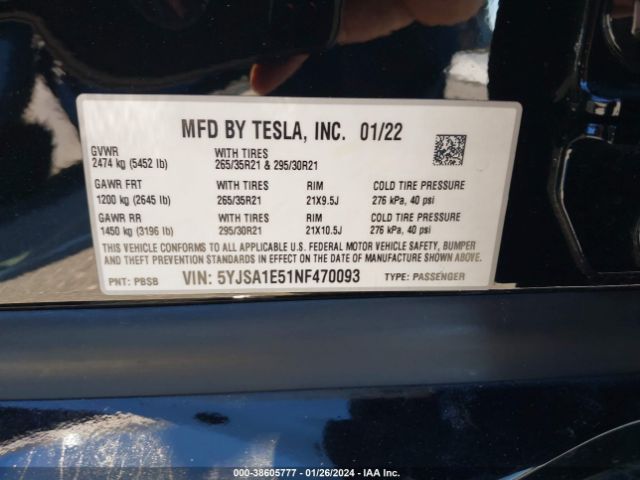 MFD BY TESLA, INC. 01/22
GVWR
2474 kg (5452 lb)
WITH TIRES
265/35R21 & 295/30R21
GAWR FRT
1200 kg (2645 lb)
WITH TIRES
265/35R21
RIM
21X9.5J
COLD TIRE PRESSURE
276 kPa, 40 psi
GAWR RR
1450 kg (3196 lb)
WITH TIRES
295/30R21
RIM
21X10.5J
COLD TIRE PRESSURE
276 kPa, 40 psi
THIS VEHICLE CONFORMS TO ALL APPLICABLE U.S. FEDERAL MOTOR VEHICLE SAFETY, BUMPER
AND THEFT PREVENTION STANDARDS IN EFFECT ON THE DATE OF MANUFACTURE SHOWN ABOVE.
PNT: PBSB VIN: 5YJSA1E51NF470093 TYPE: PASSENGER
000-38605777 - 01/26/2024 - IAA Inc.